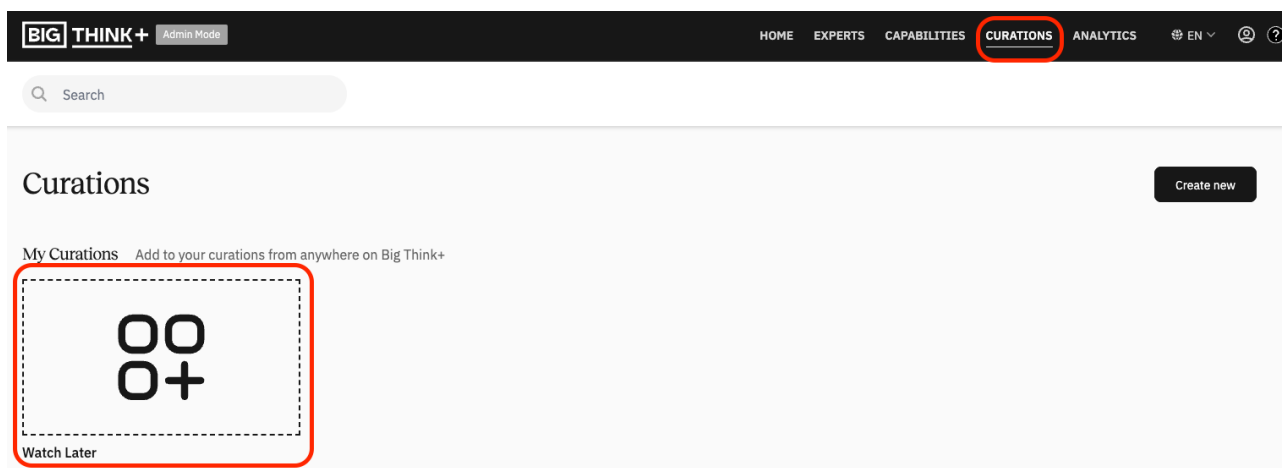 BIG THINK+ Admin Mode HOME EXPERTS CAPABILITIES CURATIONS ANALYTICS EN ?
Search
Curations
Create new
My Curations Add to your curations from anywhere on Big Think+
Watch Later